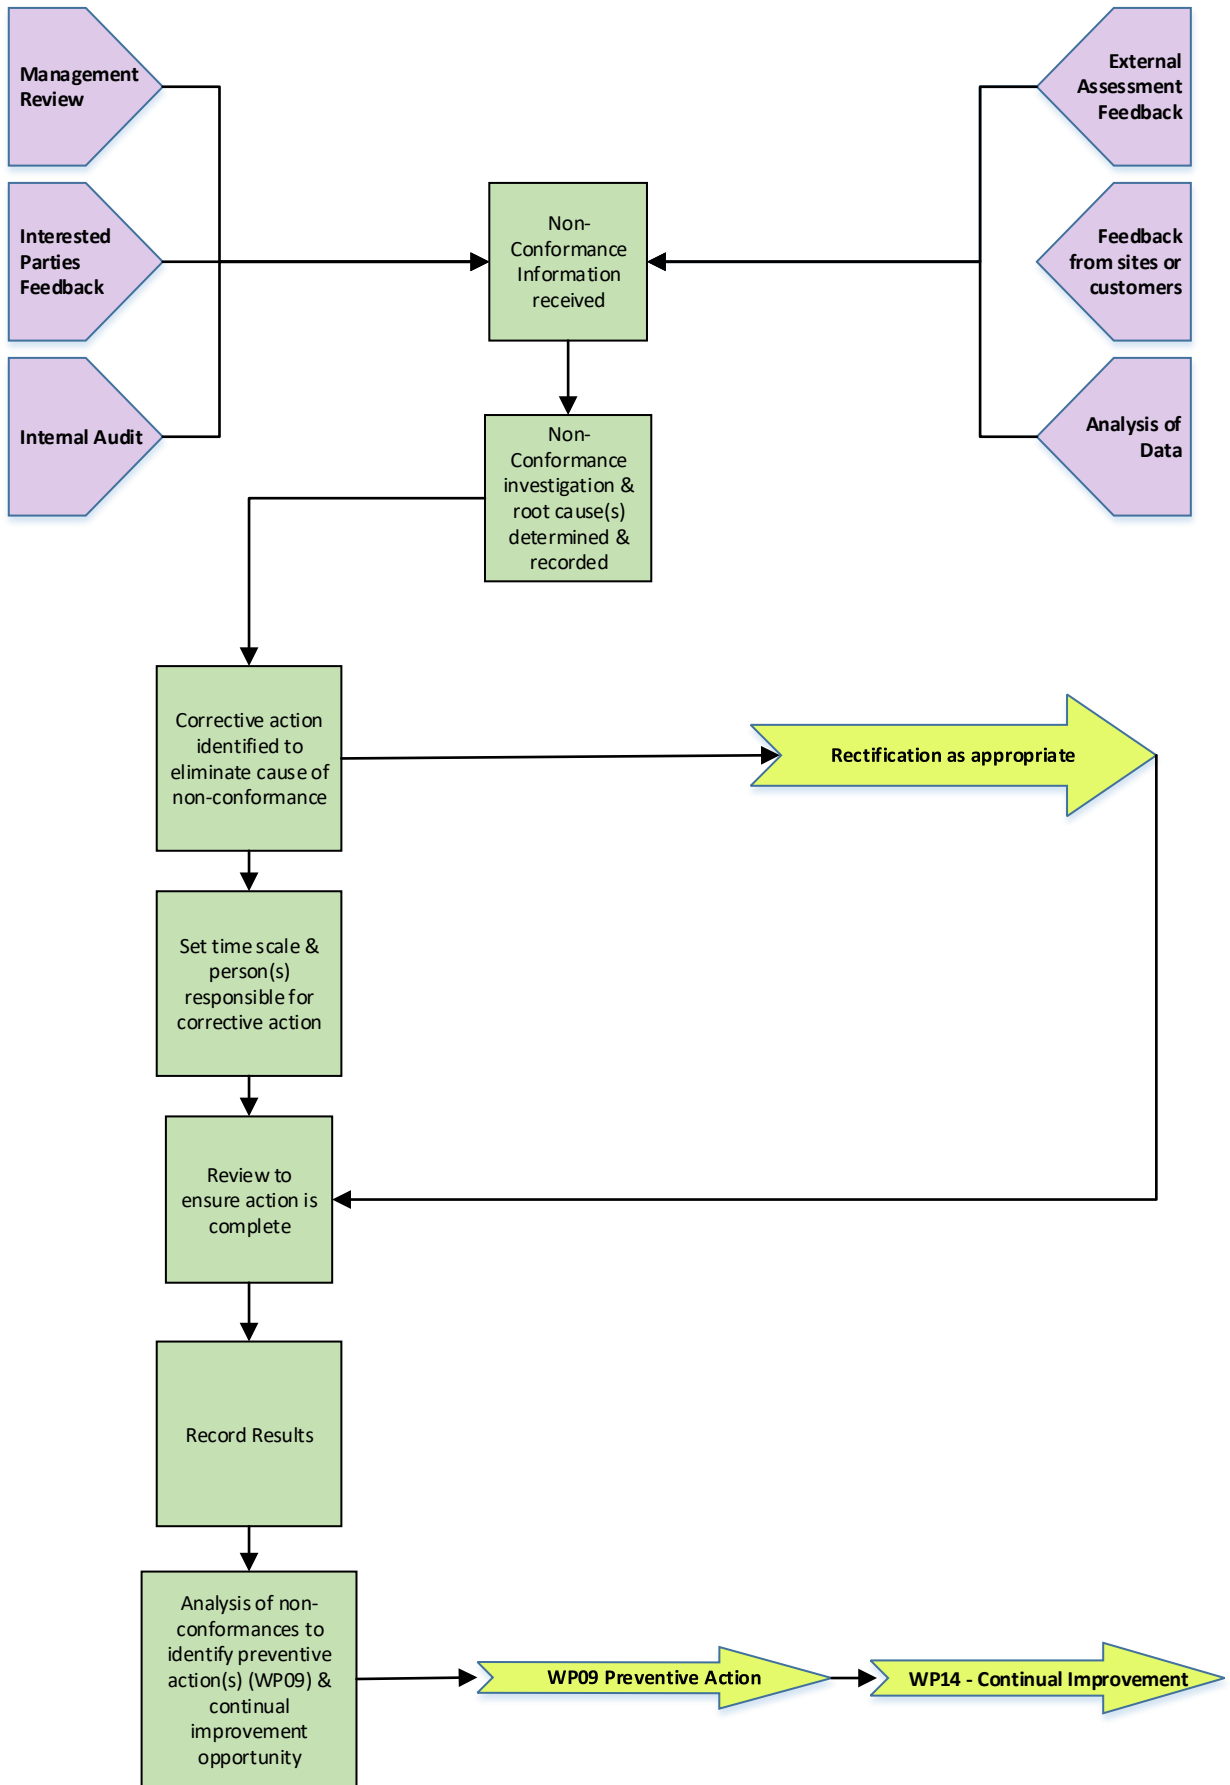 Management
Review
External
Assessment
Feedback
Interested
Parties
Feedback
Non-
Conformance
Information
received
Feedback
from sites or
customers
Internal Audit
Non-
Conformance
investigation &
root cause(s)
determined &
recorded
Analysis of
Data
Corrective action
identified to
eliminate cause of
non-conformance
Rectification as appropriate
Set time scale &
person(s)
responsible for
corrective action
Review to
ensure action is
complete
Record Results
Analysis of non-
conformances to
identify preventive
action(s) (WP09) &
continual
improvement
opportunity
WP09 Preventive Action
WP14 - Continual Improvement